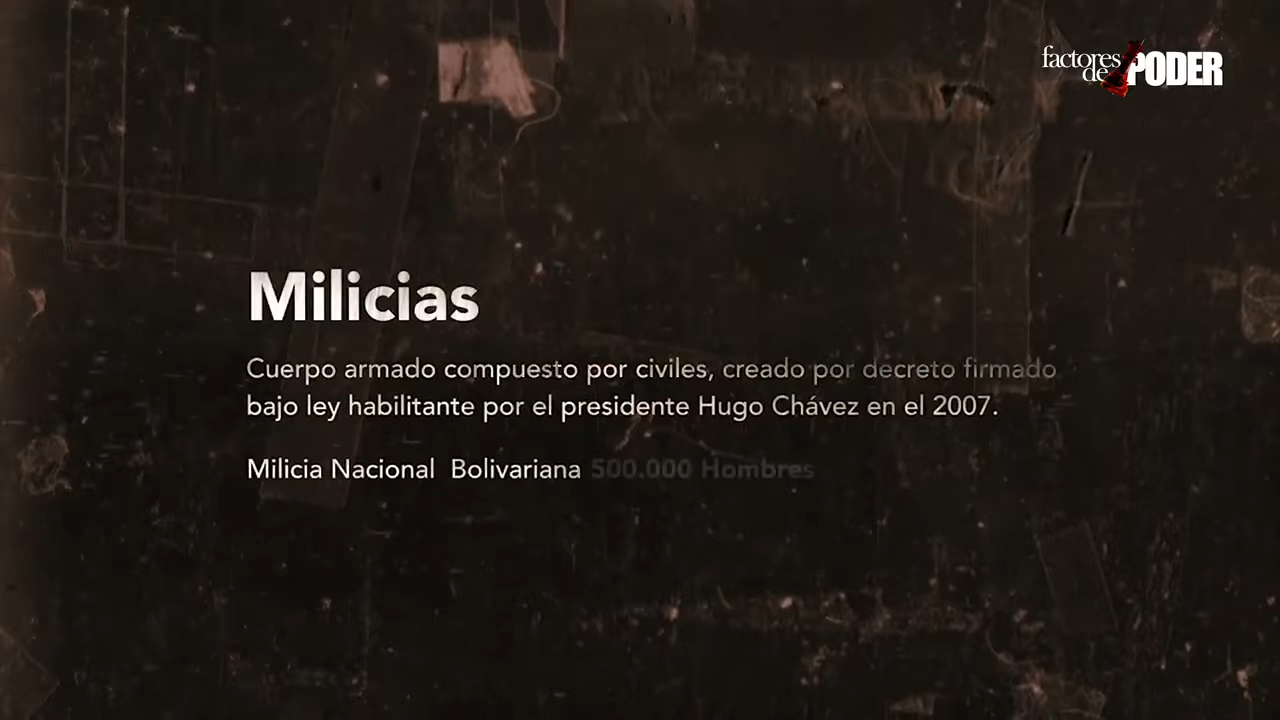 factores
de PODER
Milicias
Cuerpo armado compuesto por civiles, creado por decreto firmado
bajo ley habilitante por el presidente Hugo Chávez en el 2007.
Milicia Nacional Bolivariana 500.000 Hombres